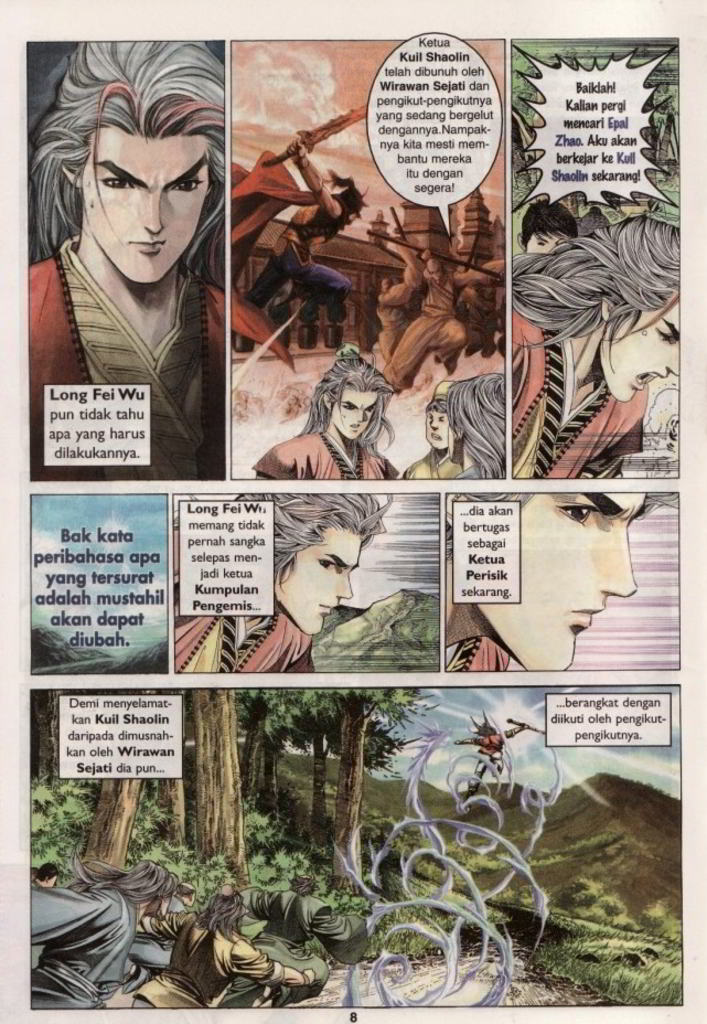 Long Fei Wu
pun tidak tahu
apa yang harus
dilakukannya.
Ketua
Kuil Shaolin
telah dibunuh oleh
Wirawan Sejati dan
pengikut-pengikutnya
yang sedang bergelut
dengannya.Nampak-
nya kita mesti mem-
bantu mereka
itu dengan
segera!
Baiklah!
Kalian pergi
mencari Epal
Zhao. Aku akan
berkejar ke Kuil
Shaolin sekarang!
Bak kata
peribahasa apa
yang tersurat
adalah mustahil
akan dapat
diubah.
Long Fei Wu
memang tidak
pernah sangka
selepas men-
jadi ketua
Kumpulan
Pengemis...
...dia akan
bertugas
sebagai
Ketua
Perisik
sekarang.
Demi menyelamat-
kan Kuil Shaolin
daripada dimusnah-
kan oleh Wirawan
Sejati dia pun...
...berangkat dengan
diikuti oleh pengikut-
pengikutnya.
8